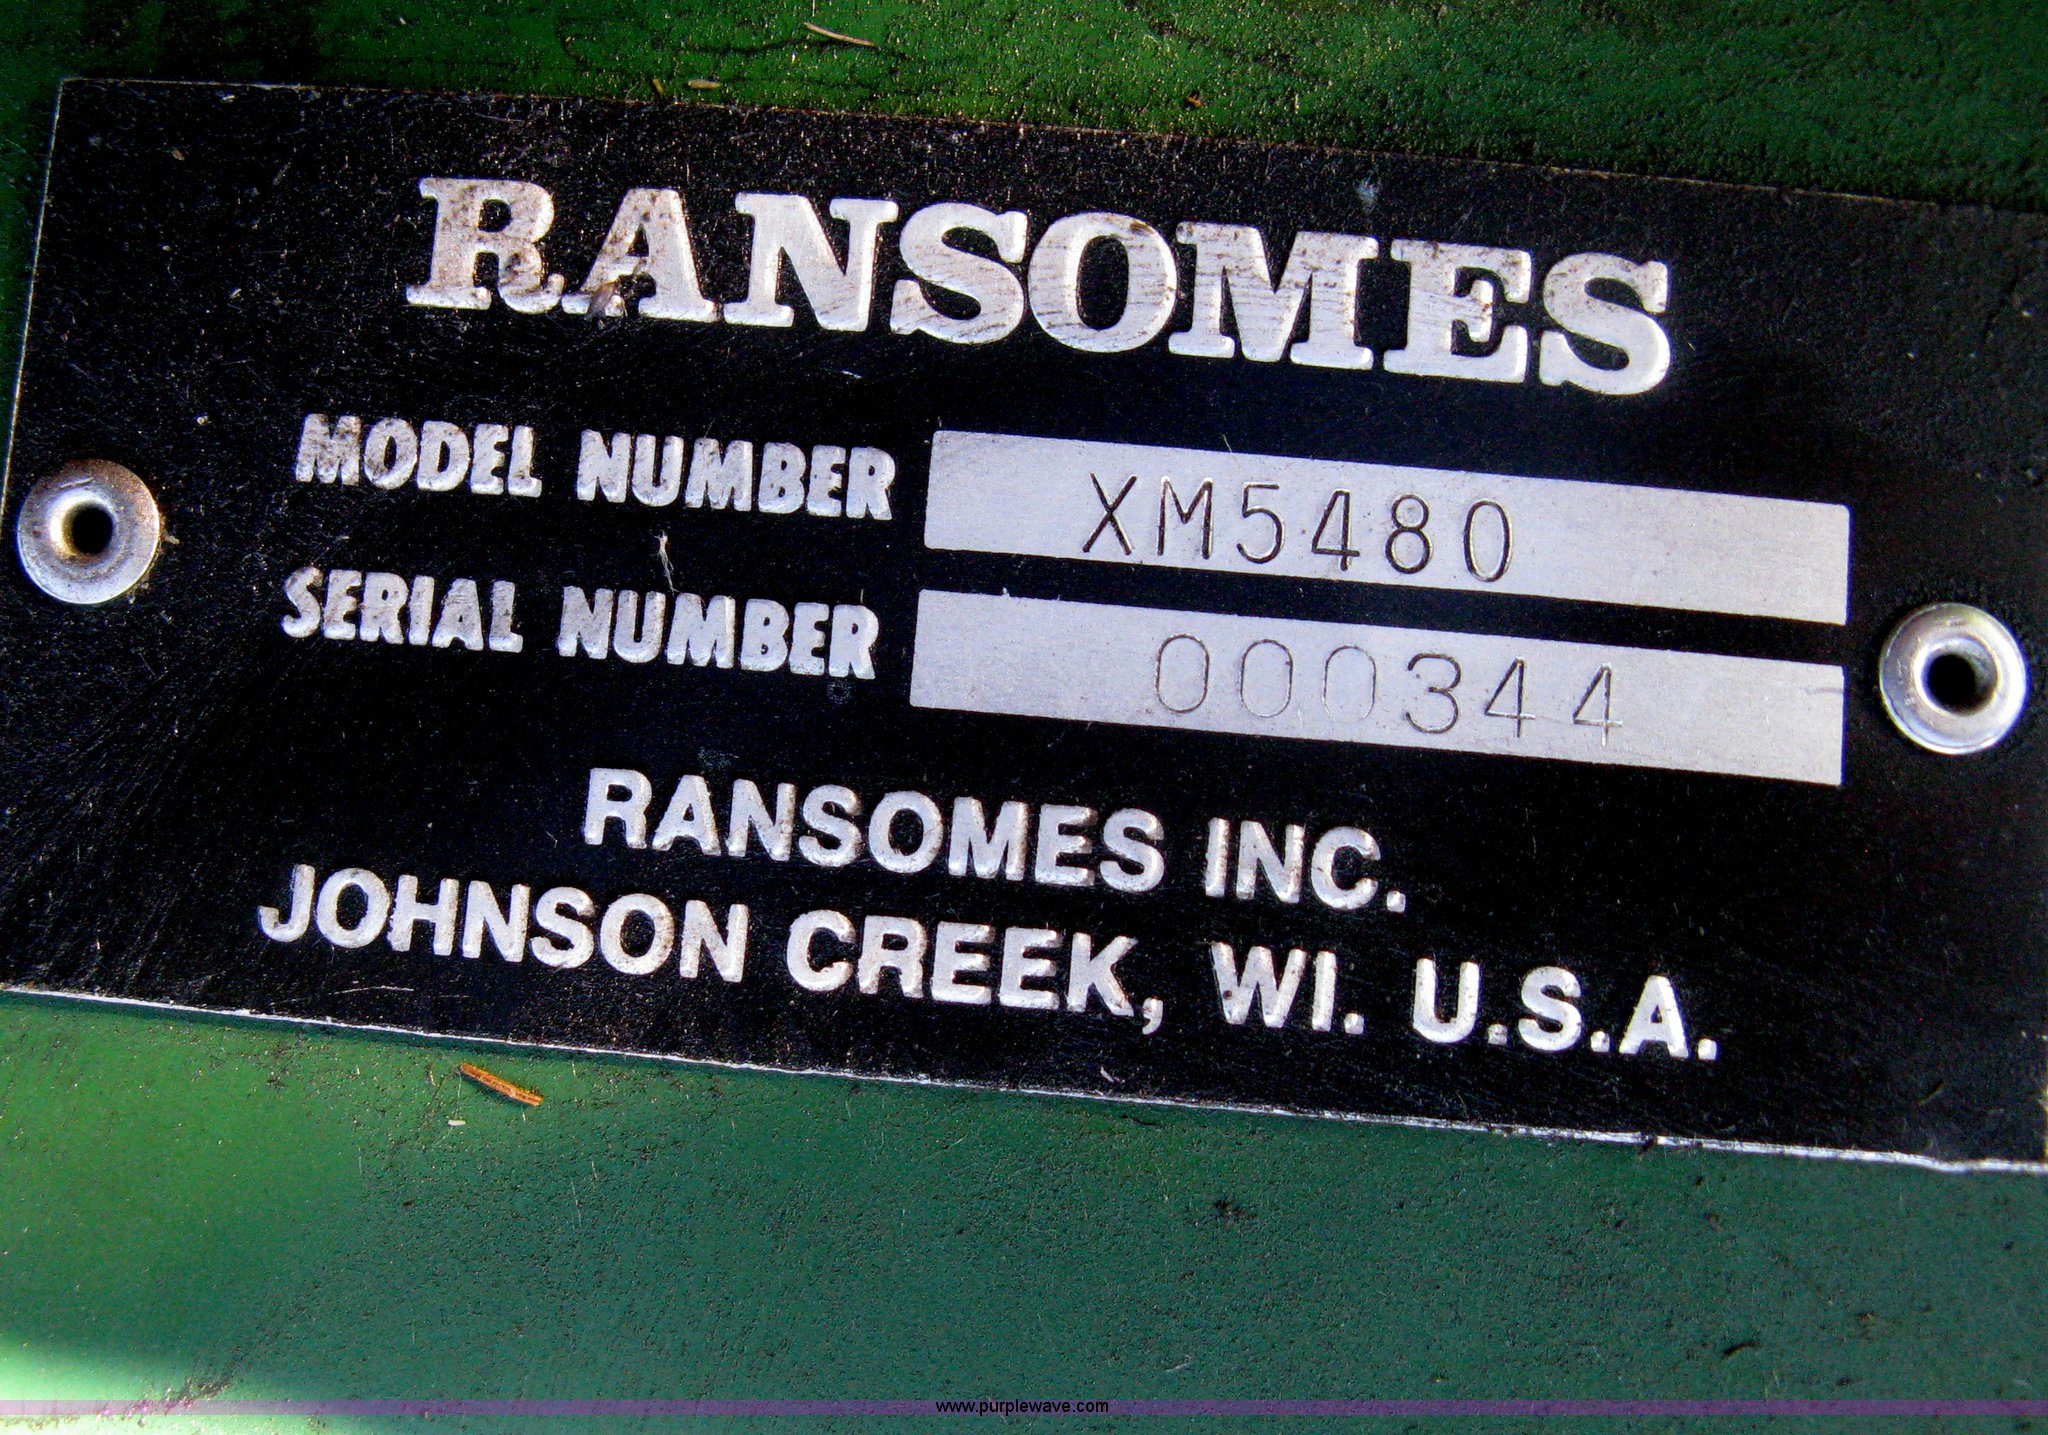 RANSOMES
MODEL NUMBER XM5480
SERIAL NUMBER 000344
RANSOMES INC.
JOHNSON CREEK, WI. U.S.A.
www.purplewave.com